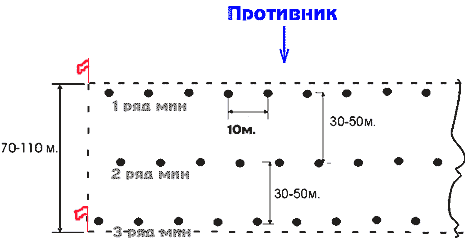 Противник
1 ряд мин
10м.
30-50м.
70-110 м.
2 ряд мин
30-50м.
3 ряд мин